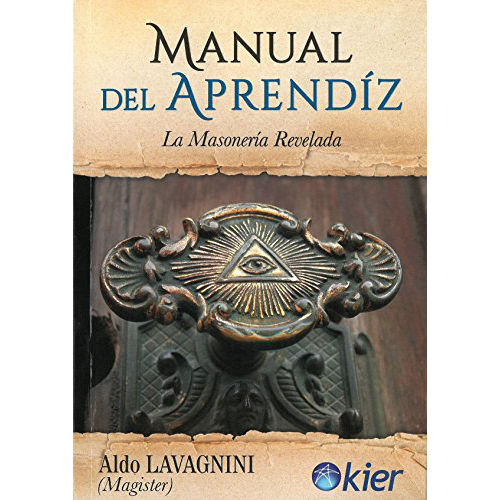 MANUAL
DEL APRENDÍZ
La Masonería Revelada
Aldo LAVAGNINI
(Magister)
kier